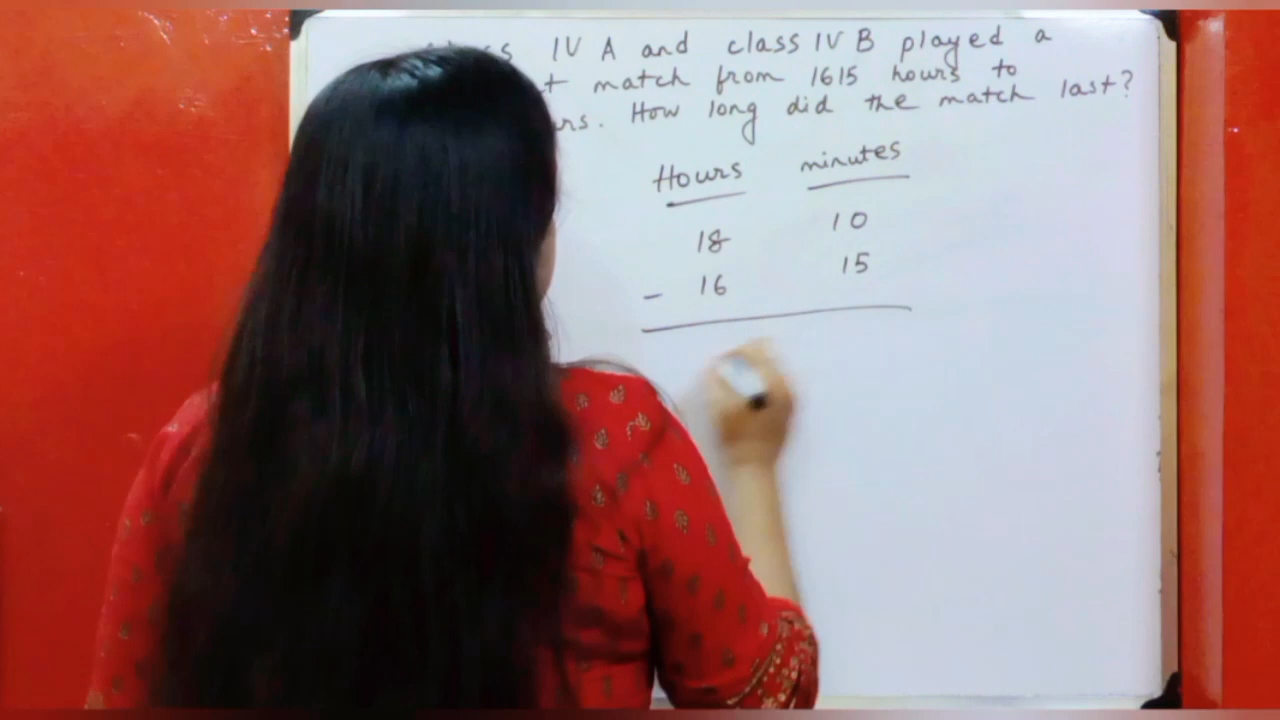 IV A and class IV B played a
match from 1615 hours to
How long did the match last?
Hours minutes
18 10
- 16 15